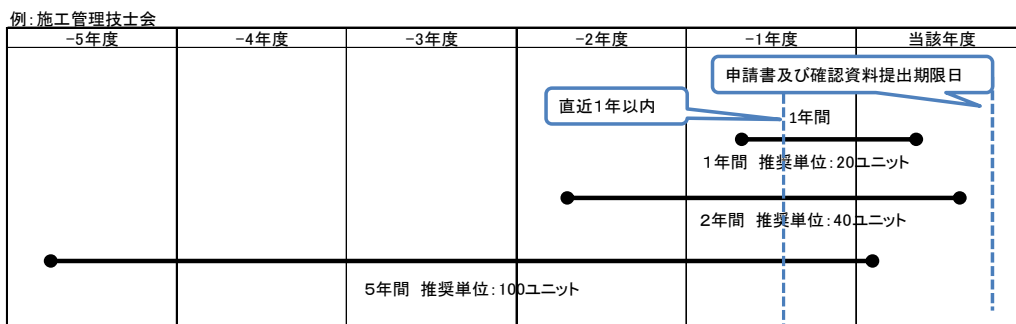 例：施工管理技士会
-5年度 -4年度 -3年度 -2年度 -1年度 当該年度
申請書及び確認資料提出期限日
直近１年以内
1年間
１年間 推奨単位：20ユニット
２年間 推奨単位：40ユニット
５年間 推奨単位：100ユニット